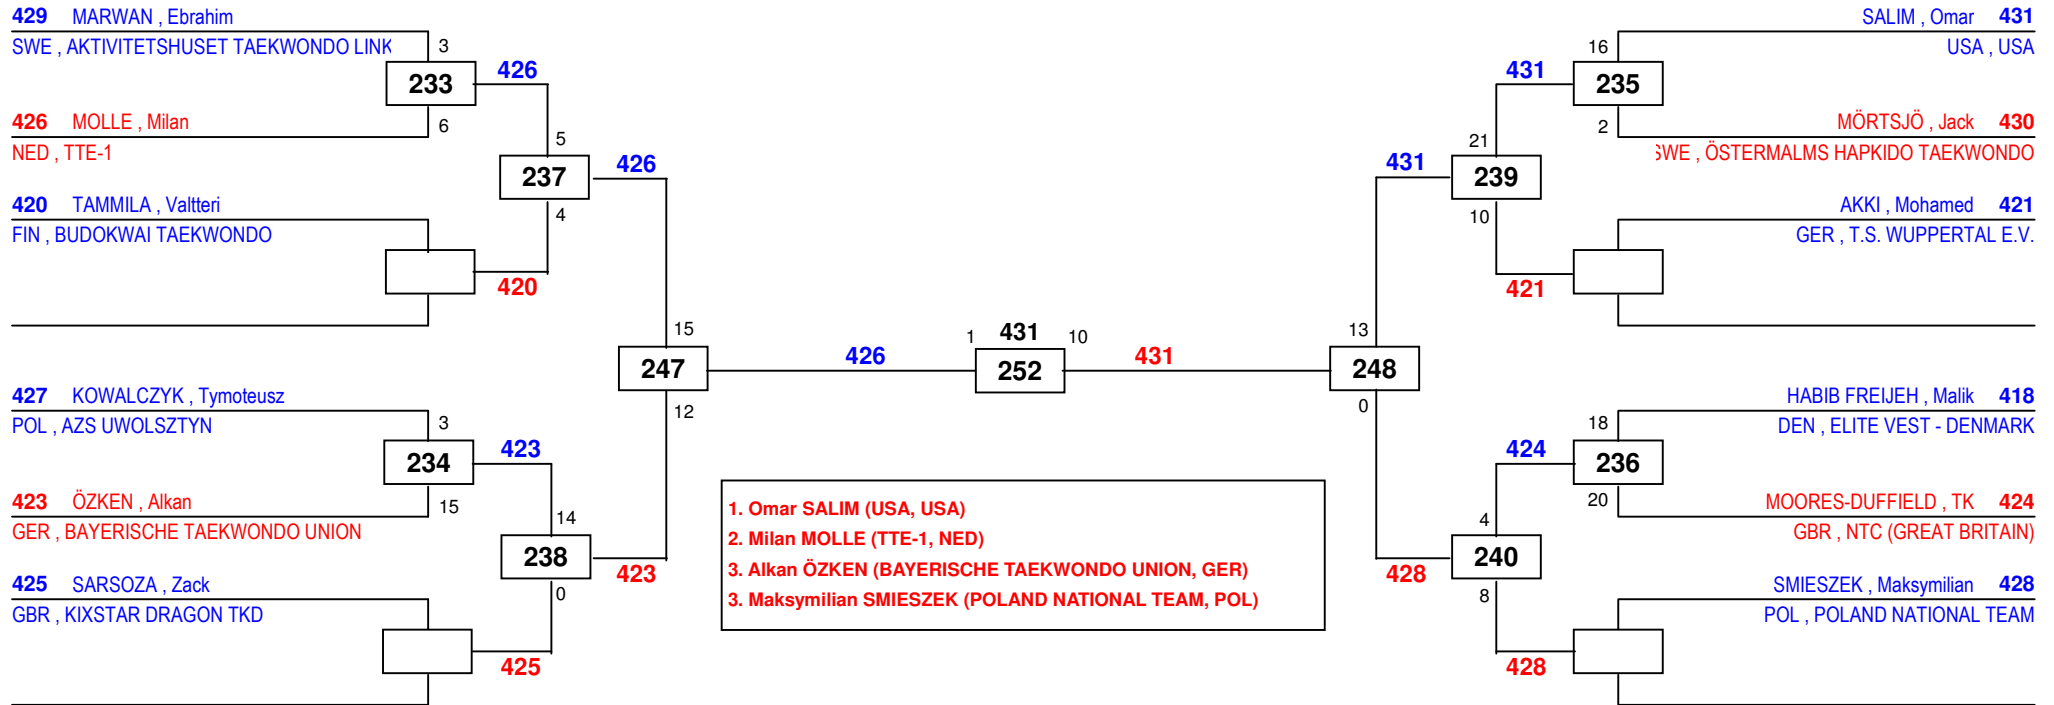 429 MARWAN , Ebrahim
SWE , AKTIVITETSHUSET TAEKWONDO LINK
3
233
426
6
426 MOLLE , Milan
NED , TTE-1
5
237
426
4
420 TAMMILA , Valtteri
FIN , BUDOKWAI TAEKWONDO
420
15
247
426
12
427 KOWALCZYK , Tymoteusz
POL , AZS UWOLSZTYN
3
234
423
15
423 ÖZKEN , Alkan
GER , BAYERISCHE TAEKWONDO UNION
14
238
423
0
425 SARSOZA , Zack
GBR , KIXSTAR DRAGON TKD
425
1 431 10
252
431
1. Omar SALIM (USA, USA)
2. Milan MOLLE (TTE-1, NED)
3. Alkan ÖZKEN (BAYERISCHE TAEKWONDO UNION, GER)
3. Maksymilian SMIESZEK (POLAND NATIONAL TEAM, POL)
SALIM , Omar 431
USA , USA
16
431
235
2
MÖRTSJÖ , Jack 430
SWE , ÖSTERMALMS HAPKIDO TAEKWONDO
21
431
239
10
AKKI , Mohamed 421
GER , T.S. WUPPERTAL E.V.
421
13
248
0
HABIB FREIJEH , Malik 418
DEN , ELITE VEST - DENMARK
18
424
236
20
MOORES-DUFFIELD , TK 424
GBR , NTC (GREAT BRITAIN)
4
240
428
8
SMIESZEK , Maksymilian 428
POL , POLAND NATIONAL TEAM
428